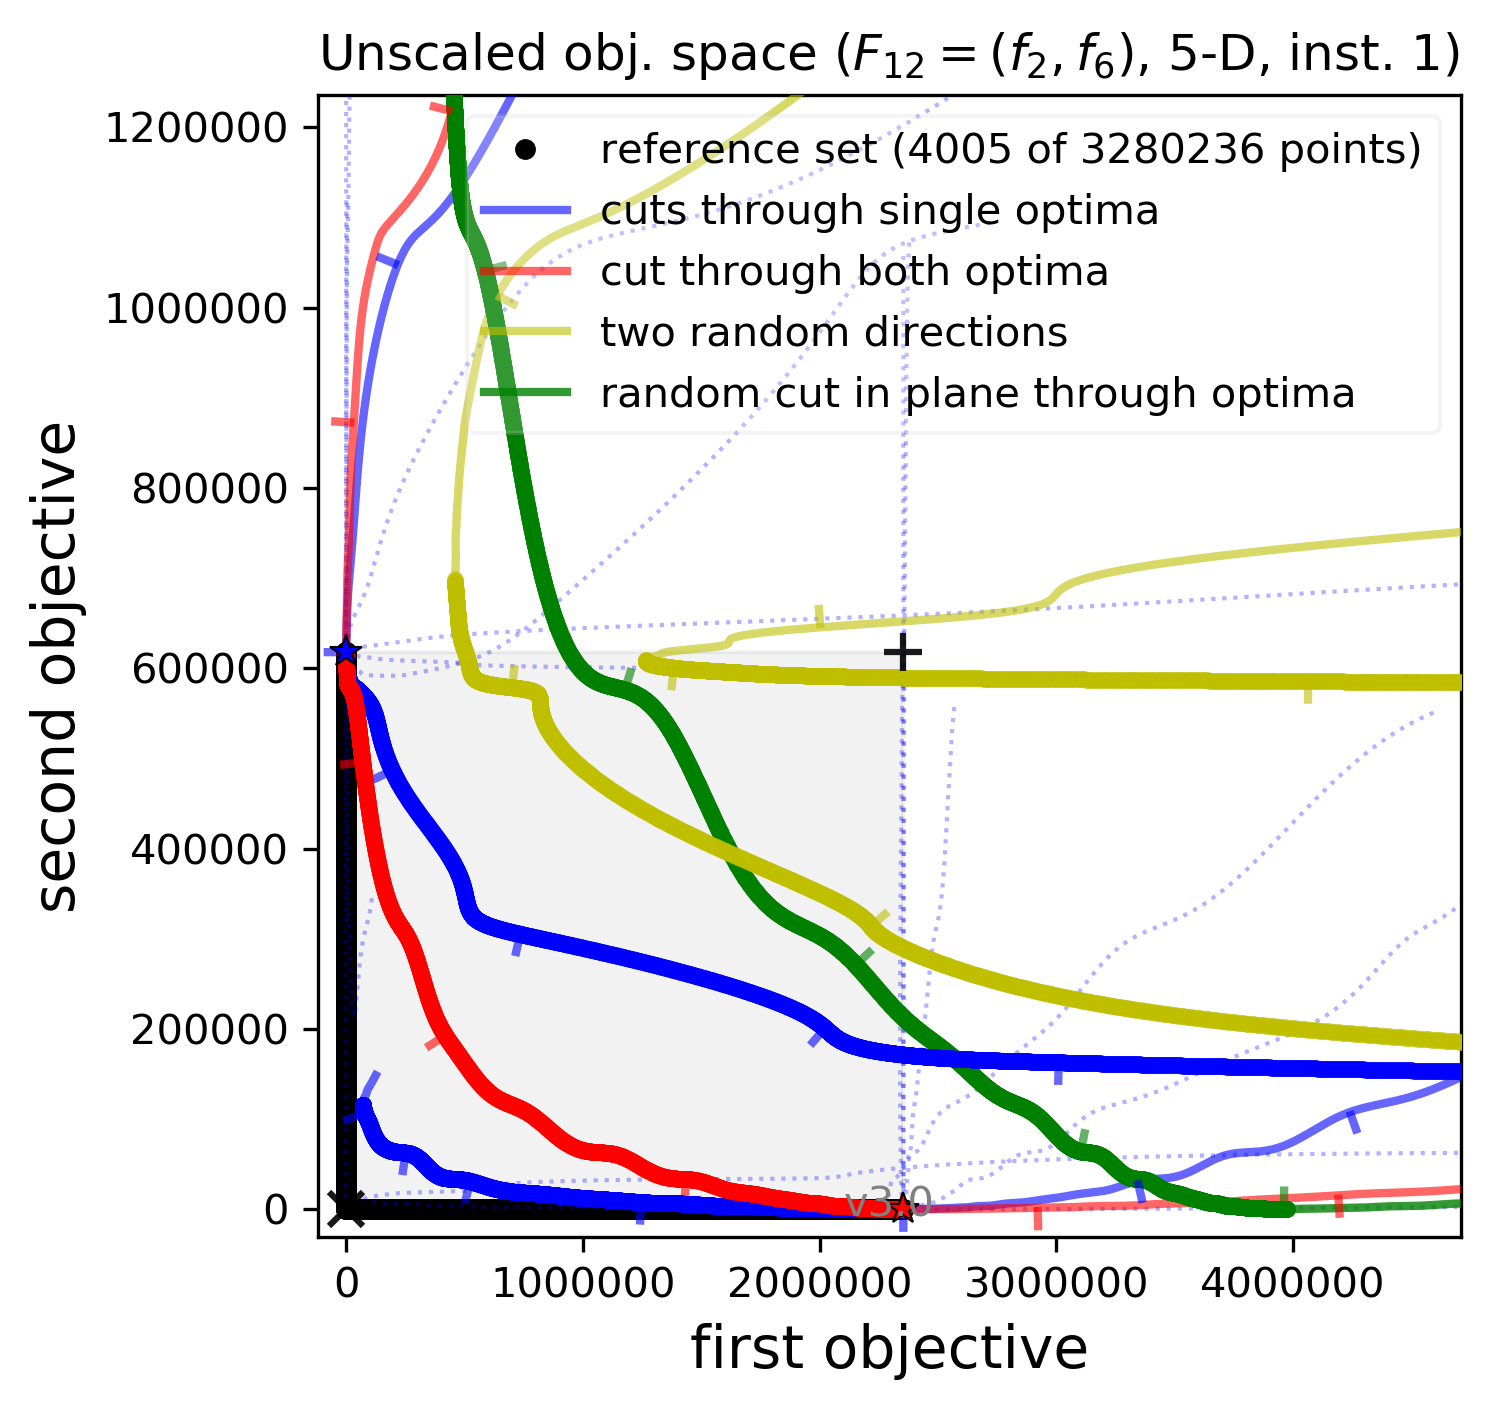 Unscaled obj. space (F₁₂ = (f₂, f₆), 5-D, inst. 1)
1200000
1000000
800000
600000
400000
200000
0
second objective
reference set (4005 of 3280236 points)
cuts through single optima
cut through both optima
two random directions
random cut in plane through optima
v3.0
0
1000000
2000000
3000000
4000000
first objective